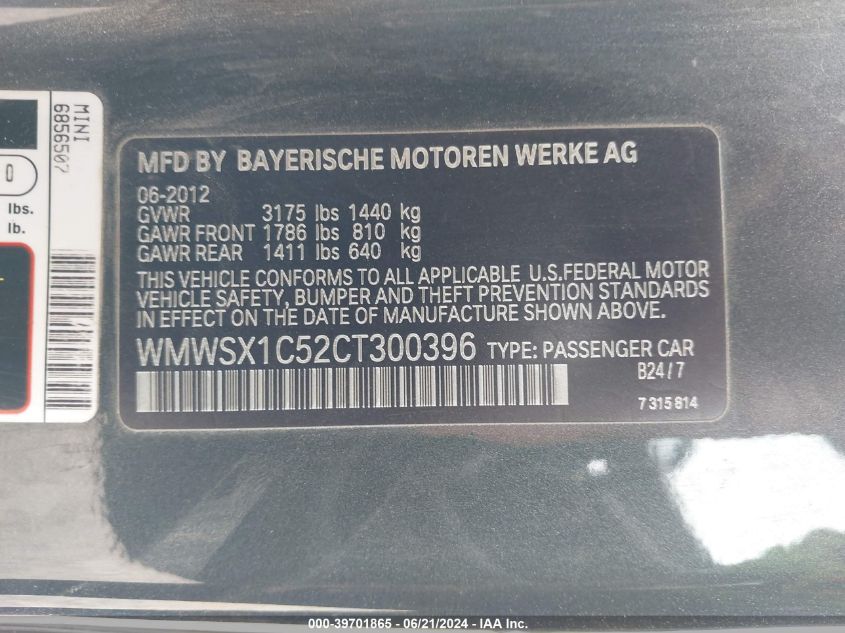 MINI
6856507
0
lbs.
lb.
MFD BY BAYERISCHE MOTOREN WERKE AG
06-2012
GVWR 3175 lbs 1440 kg
GAWR FRONT 1786 lbs 810 kg
GAWR REAR 1411 lbs 640 kg
THIS VEHICLE CONFORMS TO ALL APPLICABLE U.S.FEDERAL MOTOR
VEHICLE SAFETY, BUMPER AND THEFT PREVENTION STANDARDS
IN EFFECT ON THE DATE OF MANUFACTURE SHOWN ABOVE.
WMWSX1C52CT300396 TYPE: PASSENGER CAR
B24/7
7315814
000-39701865 - 06/21/2024 - IAA Inc.